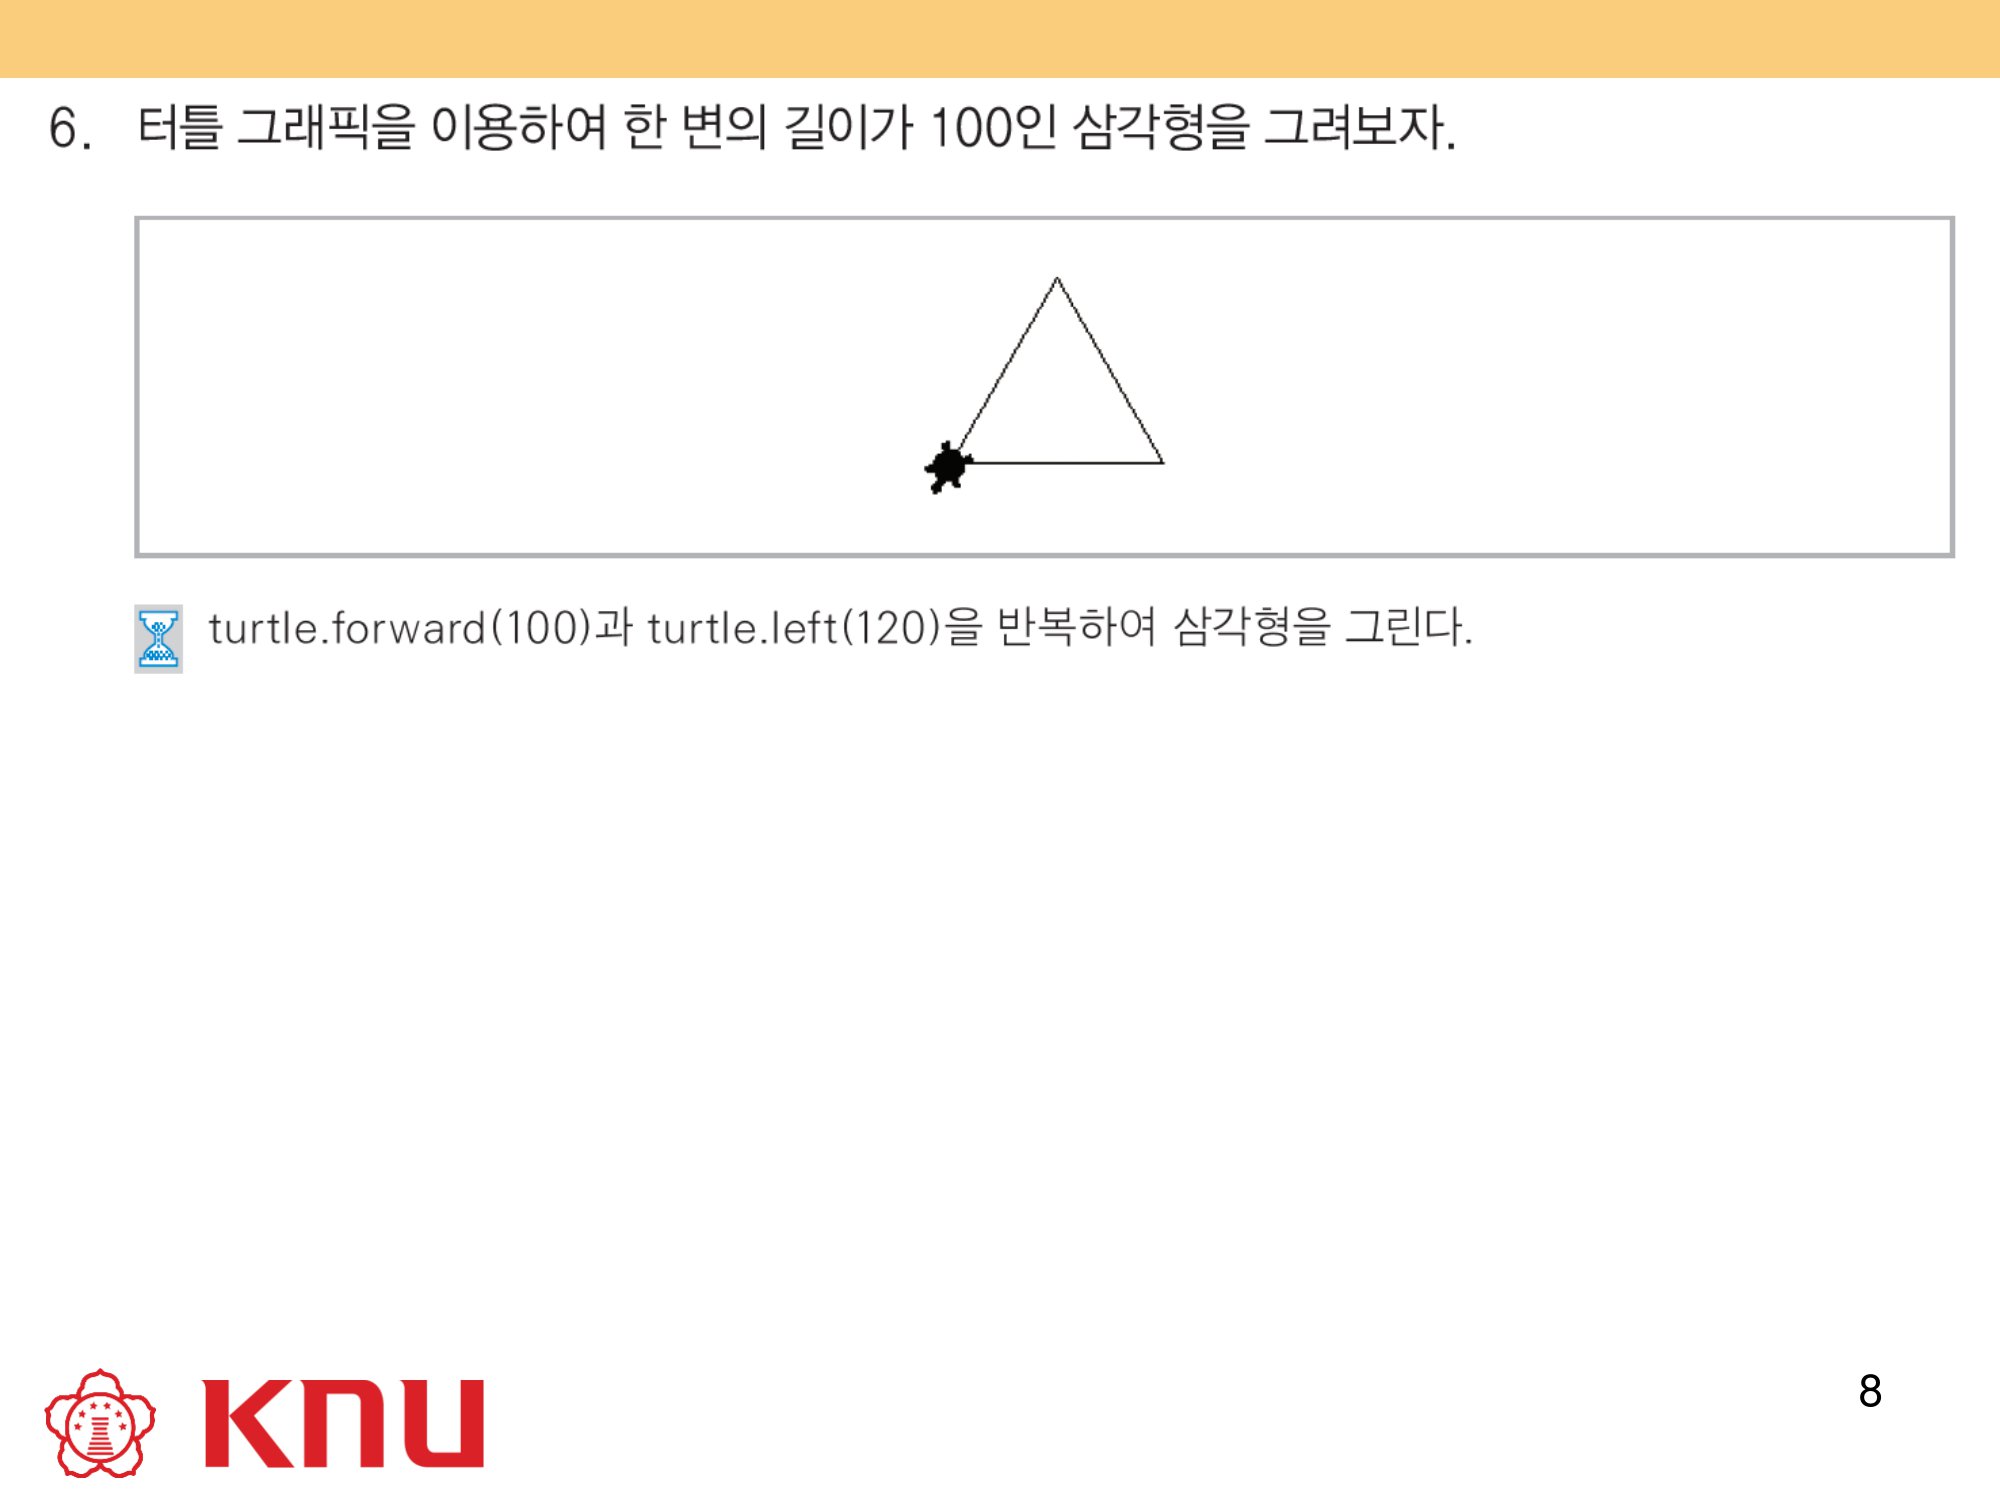 6. 터틀 그래픽을 이용하여 한 변의 길이가 100인 삼각형을 그려보자.
turtle.forward(100)과 turtle.left(120)을 반복하여 삼각형을 그린다.
KNU
8